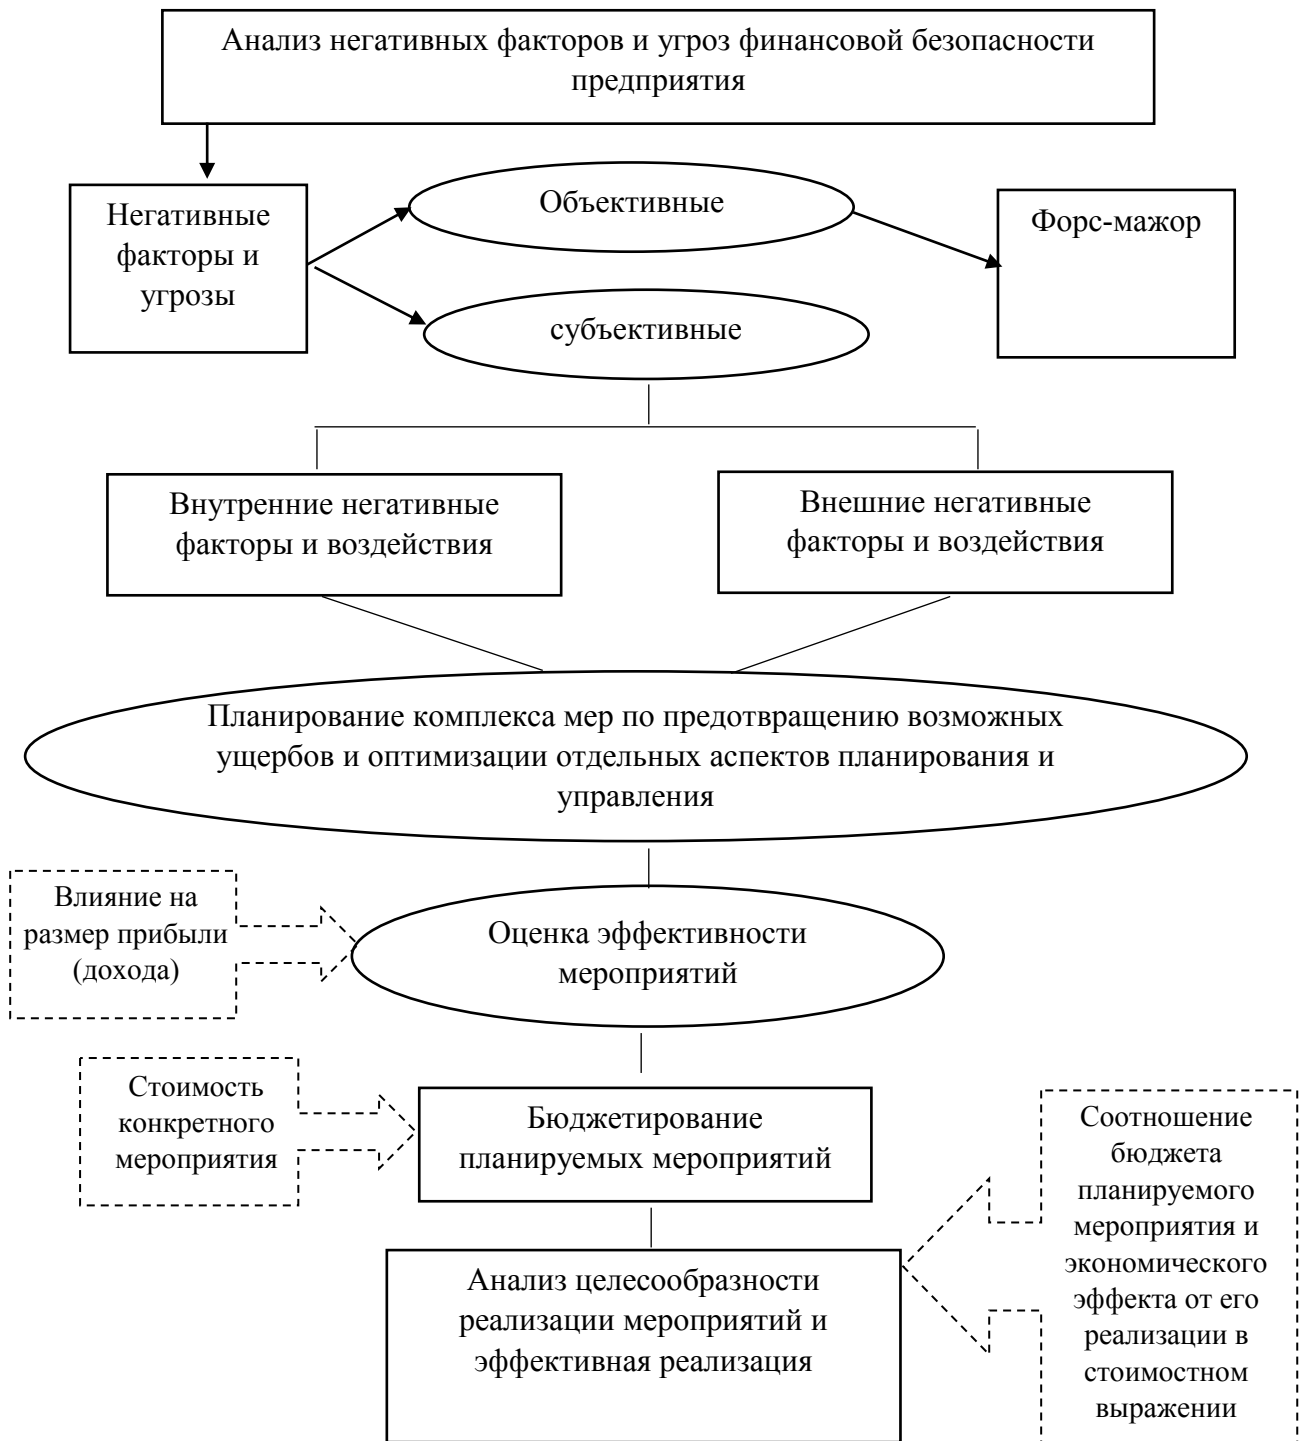 Анализ негативных факторов и угроз финансовой безопасности
предприятия
Негативные
факторы и
угрозы
Объективные
Форс-мажор
субъективные
Внутренние негативные
факторы и воздействия
Внешние негативные
факторы и воздействия
Планирование комплекса мер по предотвращению возможных
ущербов и оптимизации отдельных аспектов планирования и
управления
Влияние на
размер прибыли
(дохода)
Оценка эффективности
мероприятий
Стоимость
конкретного
мероприятия
Бюджетирование
планируемых мероприятий
Соотношение
бюджета
планируемого
мероприятия и
экономического
эффекта от его
реализации в
стоимостном
выражении
Анализ целесообразности
реализации мероприятий и
эффективная реализация